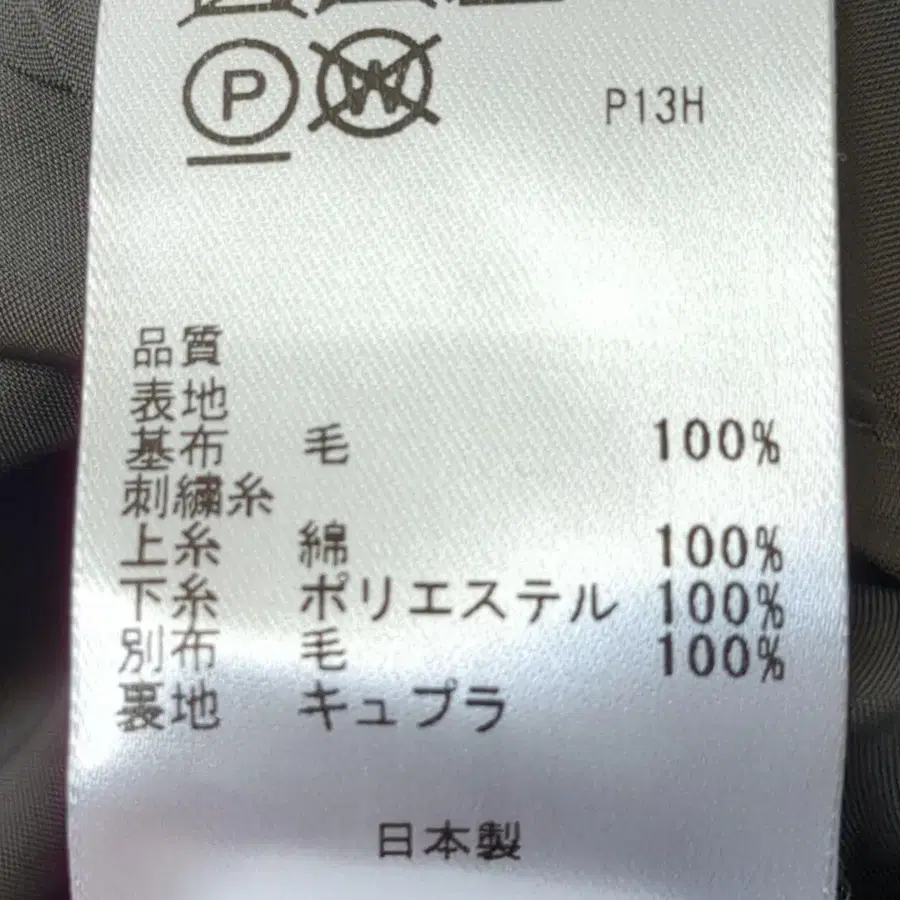 P
W
P13H
品質
表地
基布 毛 100%
刺繍糸
上糸 綿 100%
下糸 ポリエステル 100%
別布 毛 100%
裏地 キュプラ
日本製